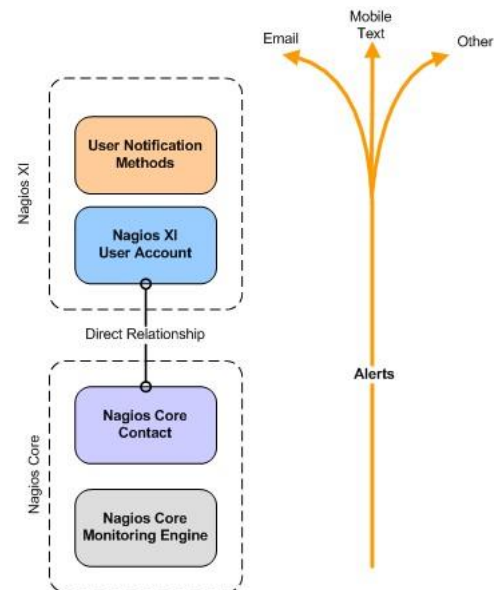 Mobile
Text
Email
Other
Nagios XI
User Notification
Methods
Nagios XI
User Account
Direct Relationship
Alerts
Nagios Core
Nagios Core
Contact
Nagios Core
Monitoring Engine